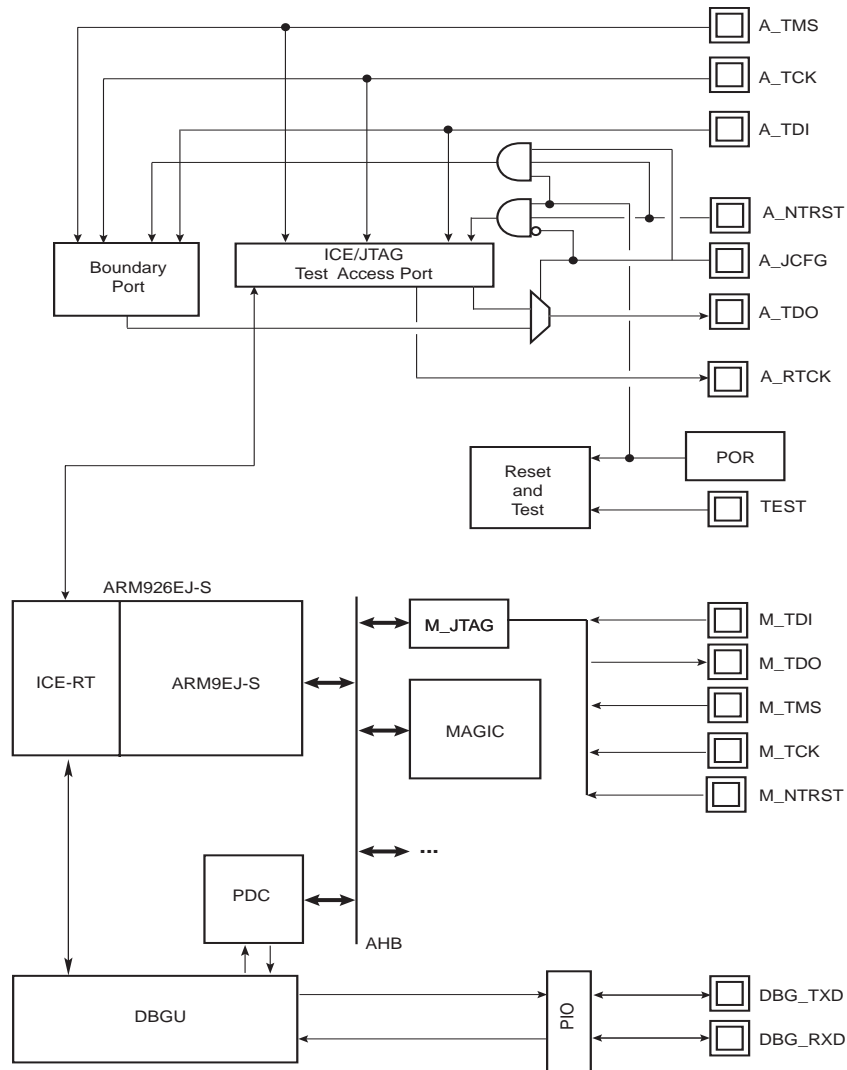 A_TMS
A_TCK
A_TDI
A_NTRST
A_JCFG
A_TDO
A_RTCK
Boundary
Port
ICE/JTAG
Test Access Port
Reset
and
Test
POR
TEST
ARM926EJ-S
ICE-RT
ARM9EJ-S
M_JTAG
MAGIC
...
M_TDI
M_TDO
M_TMS
M_TCK
M_NTRST
PDC
AHB
DBGU
PIO
DBG_TXD
DBG_RXD